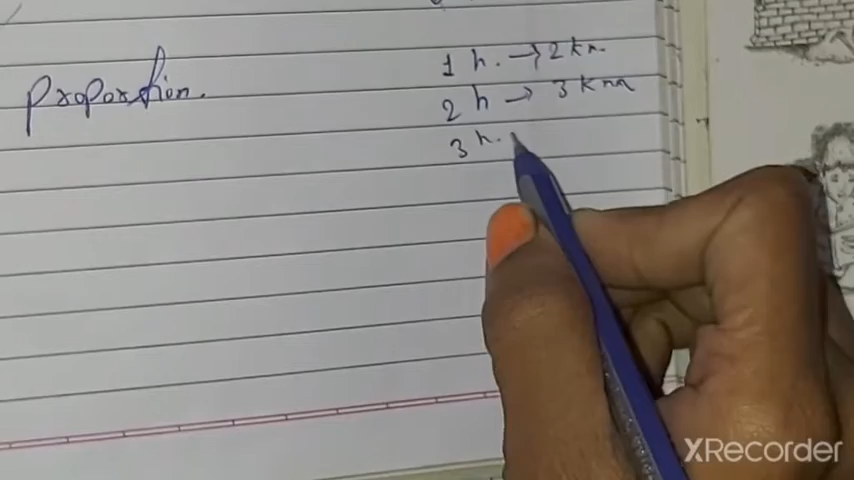 Proportion.
1 h. → 2 km.
2 h → 3 km
3 h.
XRecorder